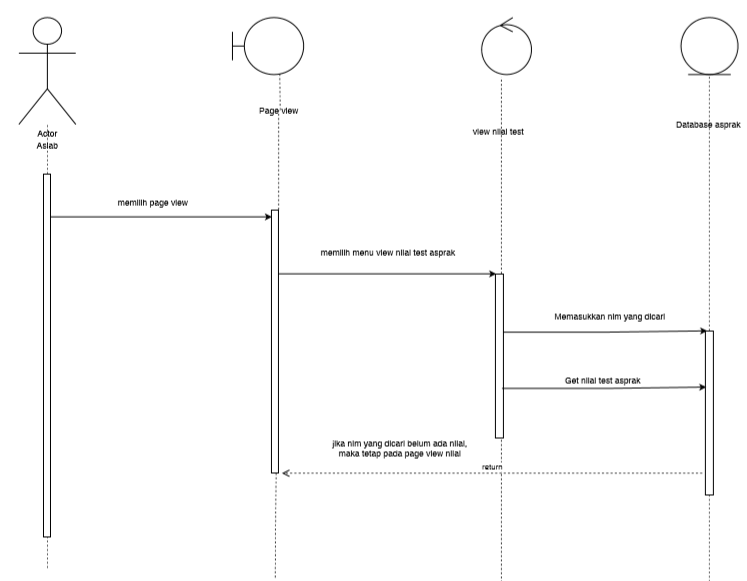 Actor
Aslab
Page view
view nilai test
Database asprak
memilih page view
memilih menu view nilai test asprak
Memasukkan nim yang dicari
Get nilai test asprak
jika nim yang dicari belum ada nilai,
maka tetap pada page view nilai
return